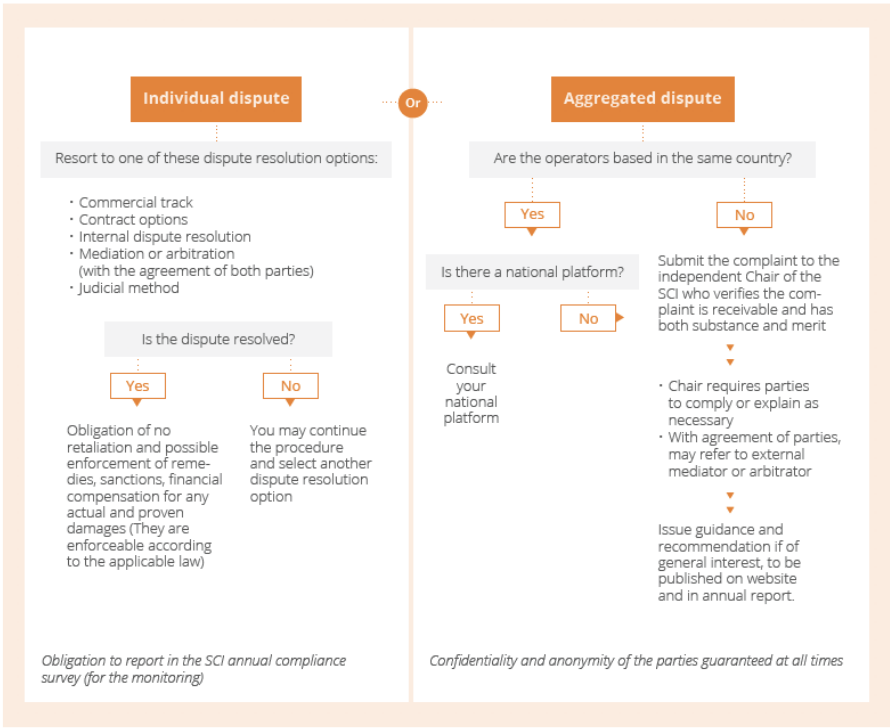 Individual dispute
Resort to one of these dispute resolution options:
· Commercial track
· Contract options
· Internal dispute resolution
· Mediation or arbitration
(with the agreement of both parties)
· Judicial method
Is the dispute resolved?
Yes
Obligation of no
retaliation and possible
enforcement of reme-
dies, sanctions, financial
compensation for any
actual and proven
damages (They are
enforceable according
to the applicable law)
No
You may continue
the procedure
and select another
dispute resolution
option
Obligation to report in the SCI annual compliance
survey (for the monitoring)
Or
Aggregated dispute
Are the operators based in the same country?
Yes
Is there a national platform?
Yes
Consult
your
national
platform
No
No
Submit the complaint to the
independent Chair of the
SCI who verifies the com-
plaint is receivable and has
both substance and merit
· Chair requires parties
to comply or explain as
necessary
· With agreement of parties,
may refer to external
mediator or arbitrator
Issue guidance and
recommendation if of
general interest, to be
published on website
and in annual report.
Confidentiality and anonymity of the parties guaranteed at all times